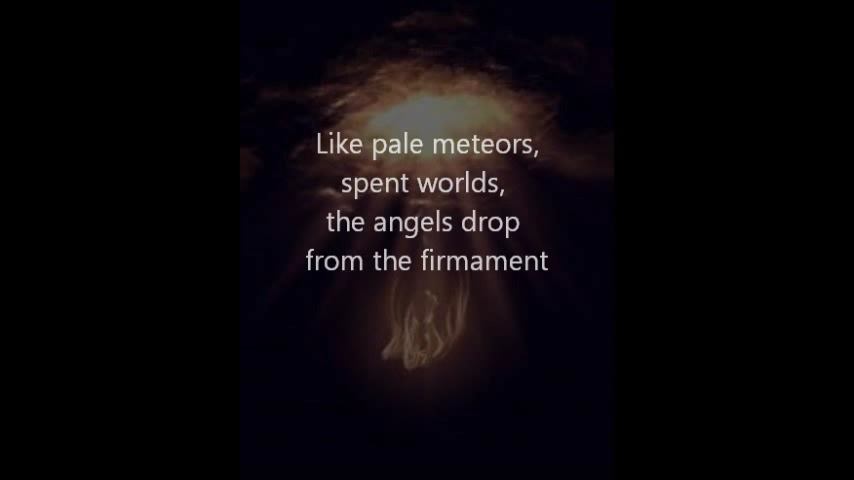 Like pale meteors,
spent worlds,
the angels drop
from the firmament